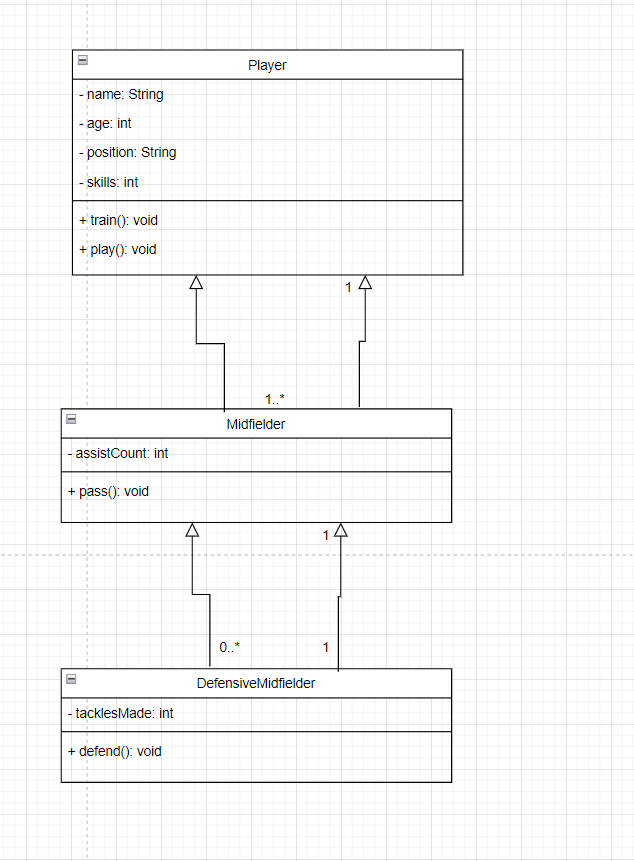 Player
- name: String
- age: int
- position: String
- skills: int
+ train(): void
+ play(): void
1
1..*
Midfielder
- assistCount: int
+ pass(): void
1
0..* 1
DefensiveMidfielder
- tacklesMade: int
+ defend(): void